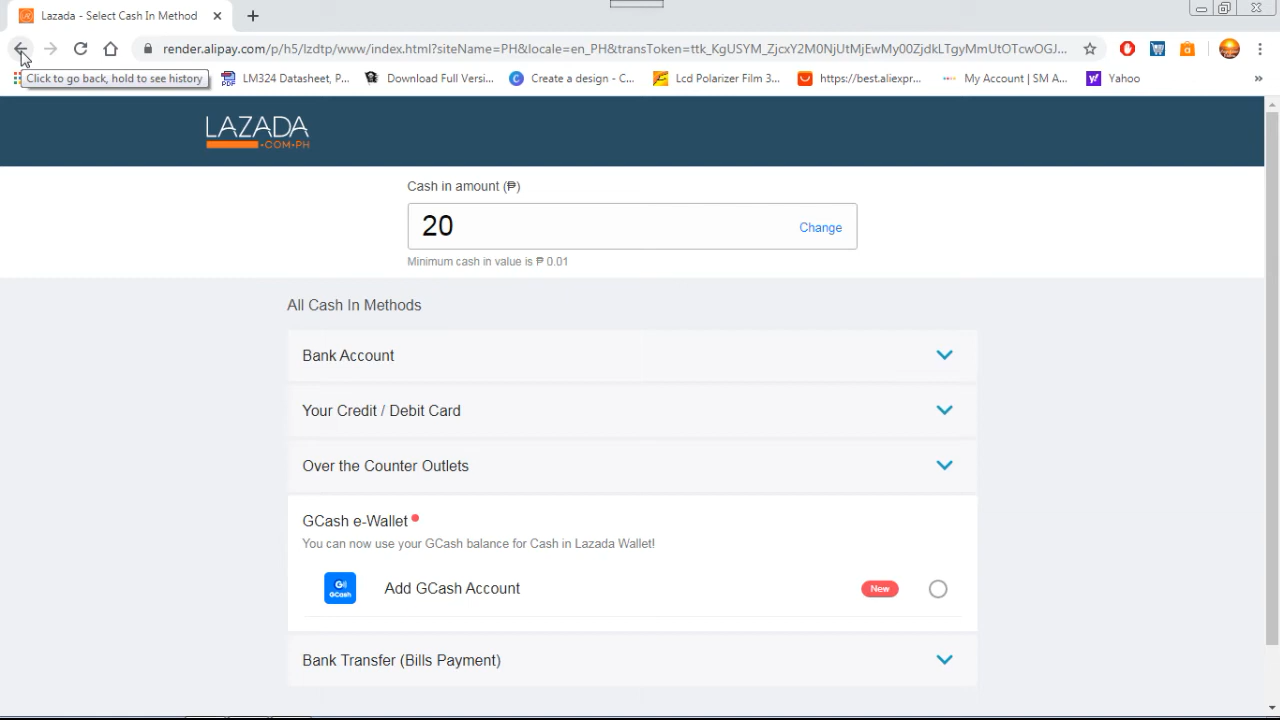 Lazada - Select Cash In Method
render.alipay.com/p/h5/lzdtp/www/index.html?siteName=PH&locale=en_PH&transToken=ttk_KgUSYM_ZjcxY2M0NjUtMjEwMy00ZjdkLTgyMmUtOTcwOGJ...
Click to go back, hold to see history
PDF
LM324 Datasheet, P...
Download Full Versi...
Create a design - C...
Lcd Polarizer Film 3...
https://best.aliexpr...
My Account | SM A...
Yahoo
LAZADA
.COM.PH
Cash in amount (₱)
20
Change
Minimum cash in value is ₱ 0.01
All Cash In Methods
Bank Account
Your Credit / Debit Card
Over the Counter Outlets
GCash e-Wallet
You can now use your GCash balance for Cash in Lazada Wallet!
GCash
Add GCash Account
New
Bank Transfer (Bills Payment)